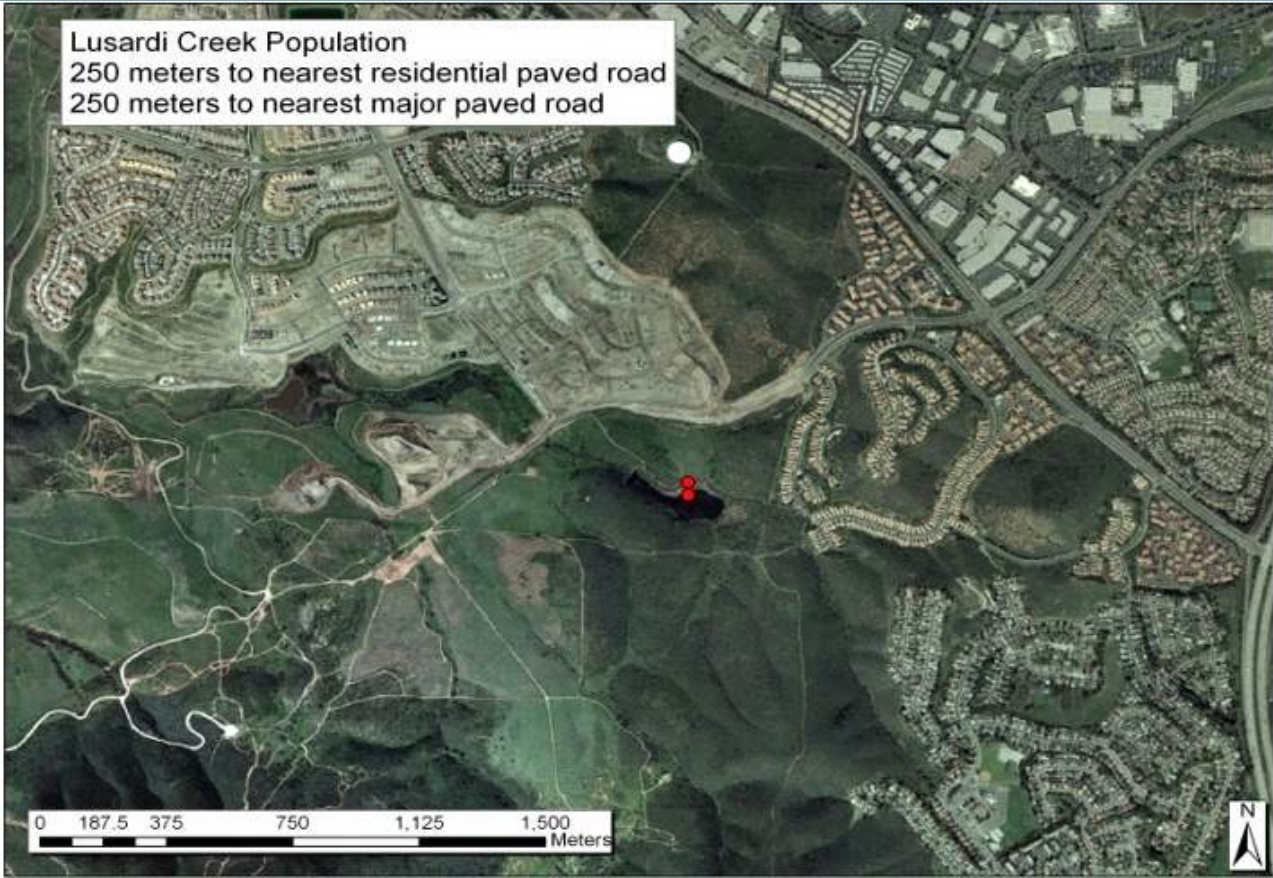 Lusardi Creek Population
250 meters to nearest residential paved road
250 meters to nearest major paved road
0 187.5 375 750 1,125 1,500
Meters
N